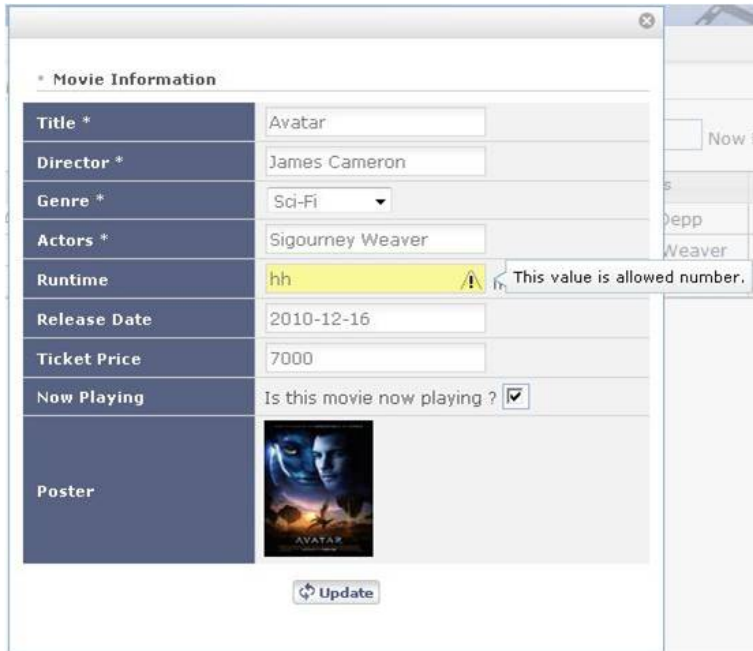 Movie Information
Title * Avatar
Now
Director * James Cameron
Genre * Sci-Fi
Depp
Actors * Sigourney Weaver
Weaver
Runtime hh This value is allowed number.
Release Date 2010-12-16
Ticket Price 7000
Now Playing Is this movie now playing ?
Poster
AVATAR
Update